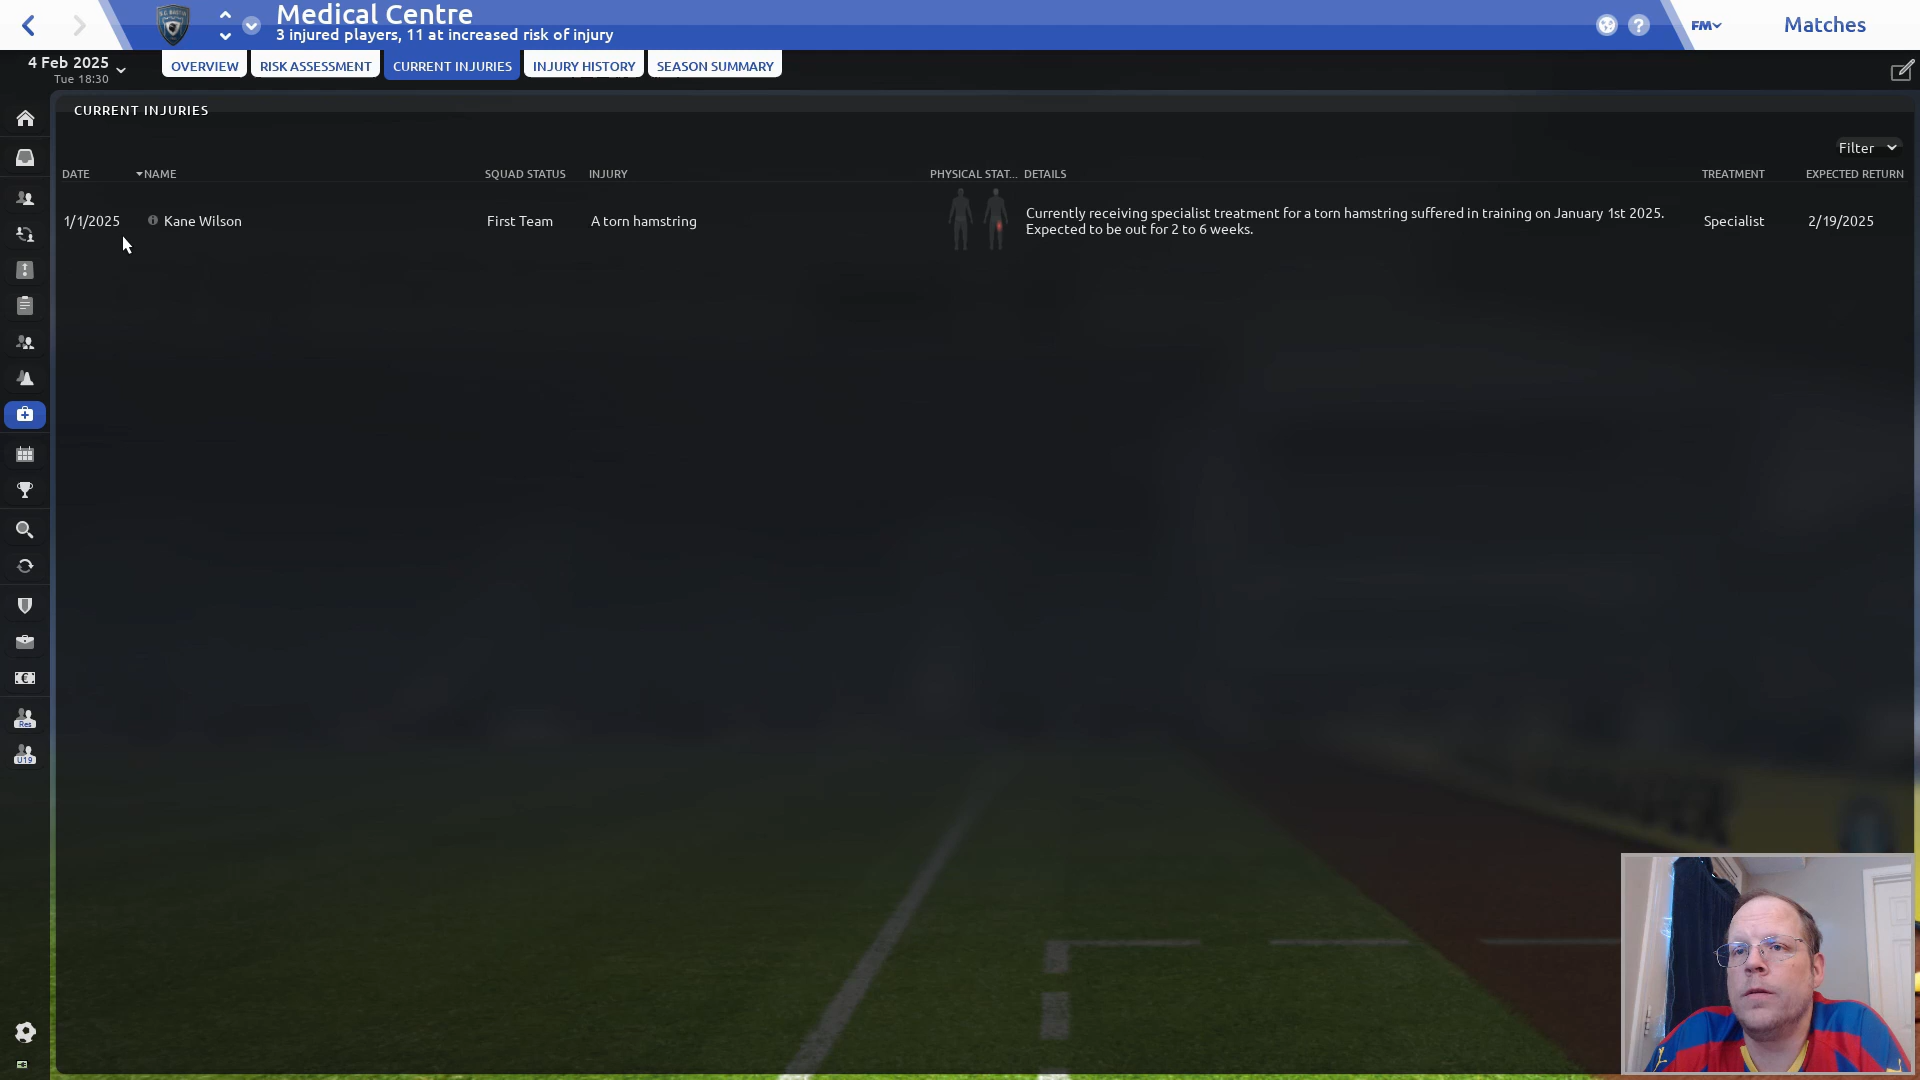 Medical Centre
3 injured players, 11 at increased risk of injury
FM
Matches
4 Feb 2025
Tue 18:30
OVERVIEW
RISK ASSESSMENT
CURRENT INJURIES
INJURY HISTORY
SEASON SUMMARY
CURRENT INJURIES
Filter
DATE NAME SQUAD STATUS INJURY PHYSICAL STAT... DETAILS TREATMENT EXPECTED RETURN
1/1/2025 Kane Wilson First Team A torn hamstring Currently receiving specialist treatment for a torn hamstring suffered in training on January 1st 2025. Specialist 2/19/2025
Expected to be out for 2 to 6 weeks.
Res
U19